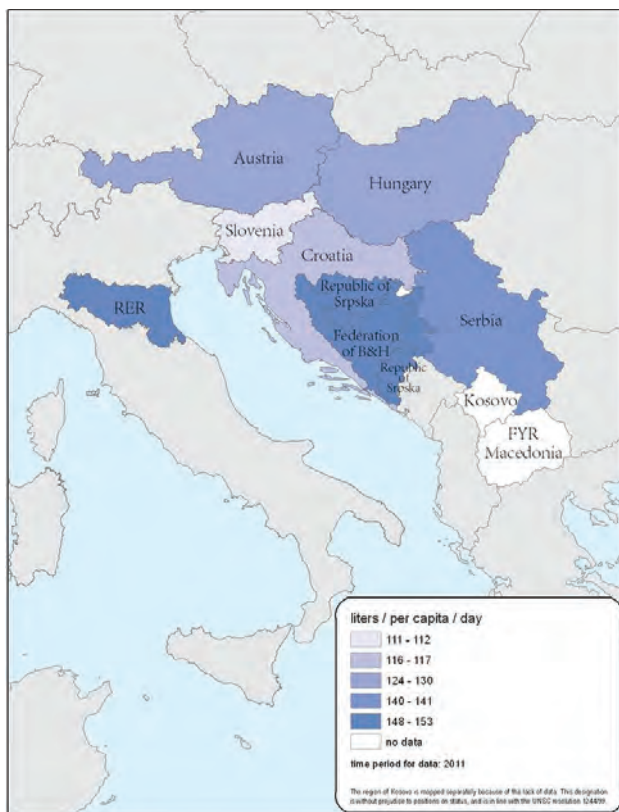 Austria
Hungary
Slovenia
Croatia
RER
Republic of
Srpska
Federation
of B&H
Serbia
Republic
of
Srpska
Kosovo
FYR
Macedonia
liters / per capita / day
111 - 112
116 - 117
124 - 130
140 - 141
148 - 153
no data
time period for data: 2011
The region of Kosovo is mapped separately because of the lack of data. This designation
is without prejudice to positions on status, and is in line with the UNSC resolution 1244/99